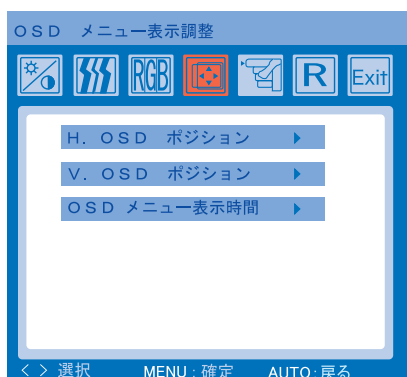 OSD メニュー表示調整
RGB R Exit
H. OSD ポジション
V. OSD ポジション
OSD メニュー表示時間
< > 選択 MENU : 確定 AUTO : 戻る